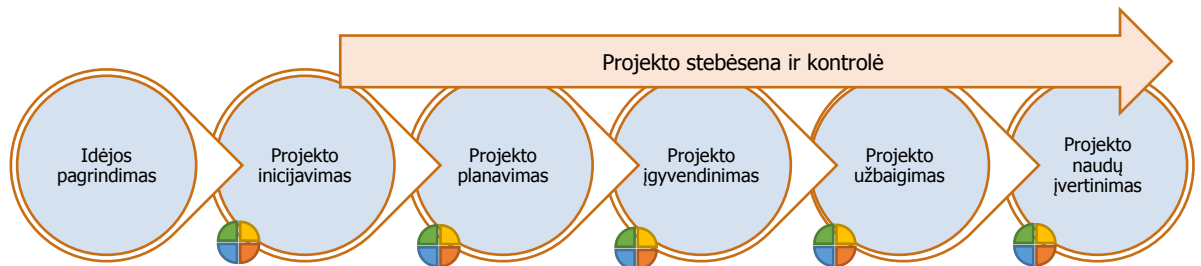 Projekto stebėsena ir kontrolė
Idėjos
pagrindimas
Projekto
inicijavimas
Projekto
planavimas
Projekto
įgyvendinimas
Projekto
užbaigimas
Projekto
naudų
įvertinimas